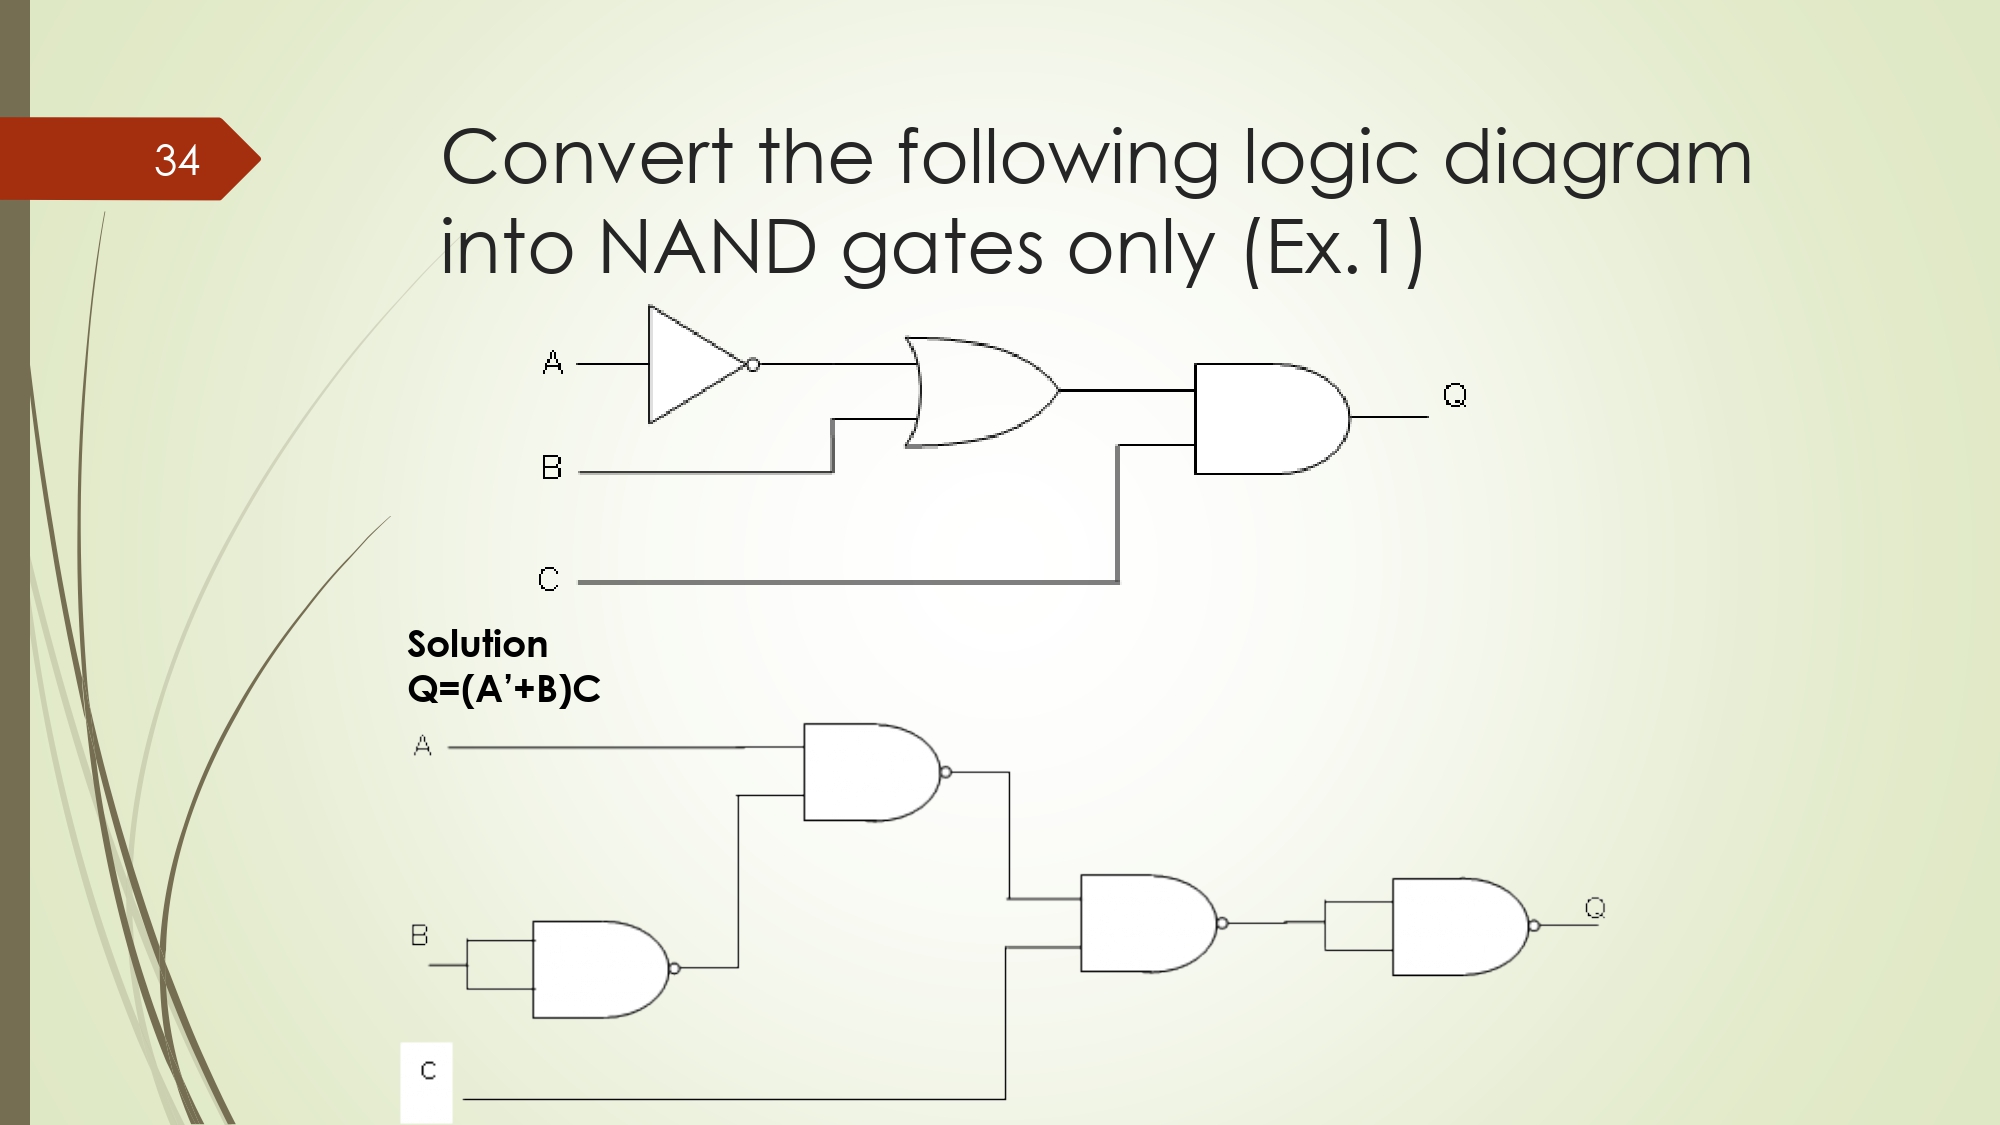 34
Convert the following logic diagram
into NAND gates only (Ex.1)
A
Q
B
C
Solution
Q=(A’+B)C
A
Q
B
C